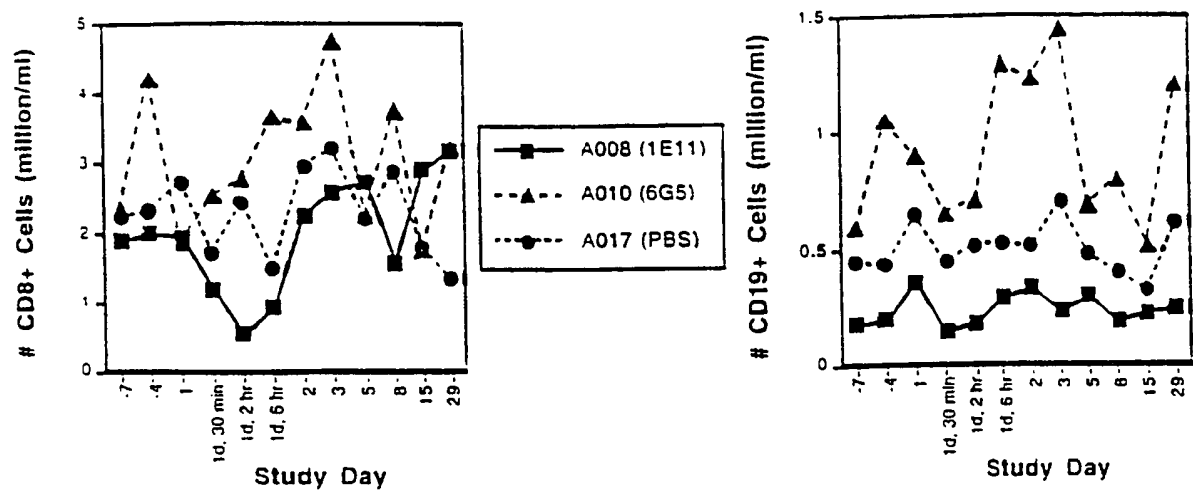 # CD8+ Cells (million/ml)
5
4
3
2
1
0
-7
-4
1
1d, 30 min
1d, 2 hr
1d, 6 hr
2
3
5
8
15
29
Study Day
A008 (1E11)
A010 (6G5)
A017 (PBS)
# CD19+ Cells (million/ml)
1.5
1
0.5
0
-7
-4
1
1d, 30 min
1d, 2 hr
1d, 6 hr
2
3
5
8
15
29
Study Day